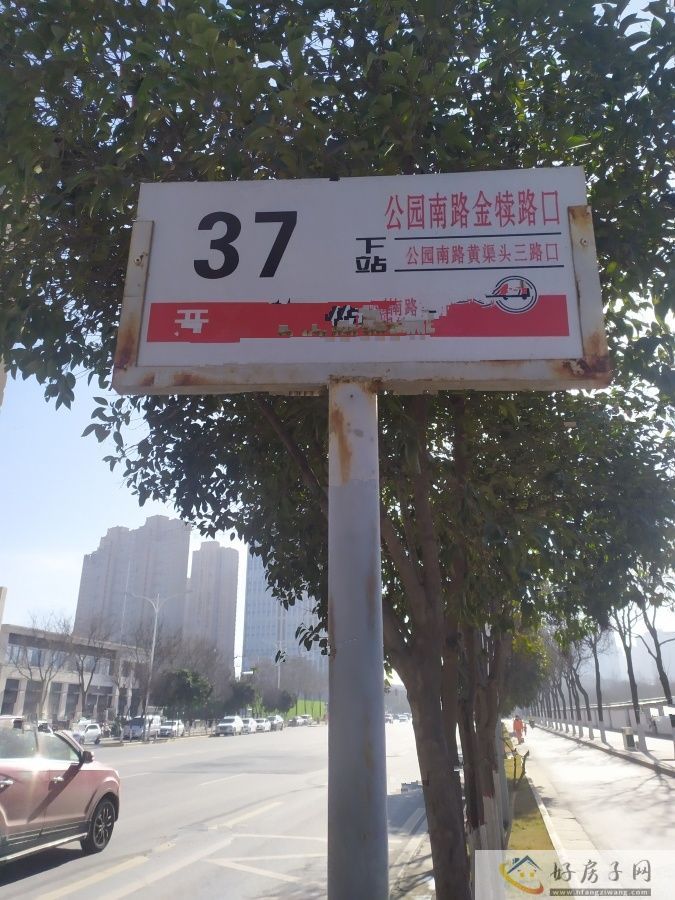 37
公园南路金犊路口
下站
公园南路黄渠头三路口
开
南路
好房子网
www.hfangziwang.com